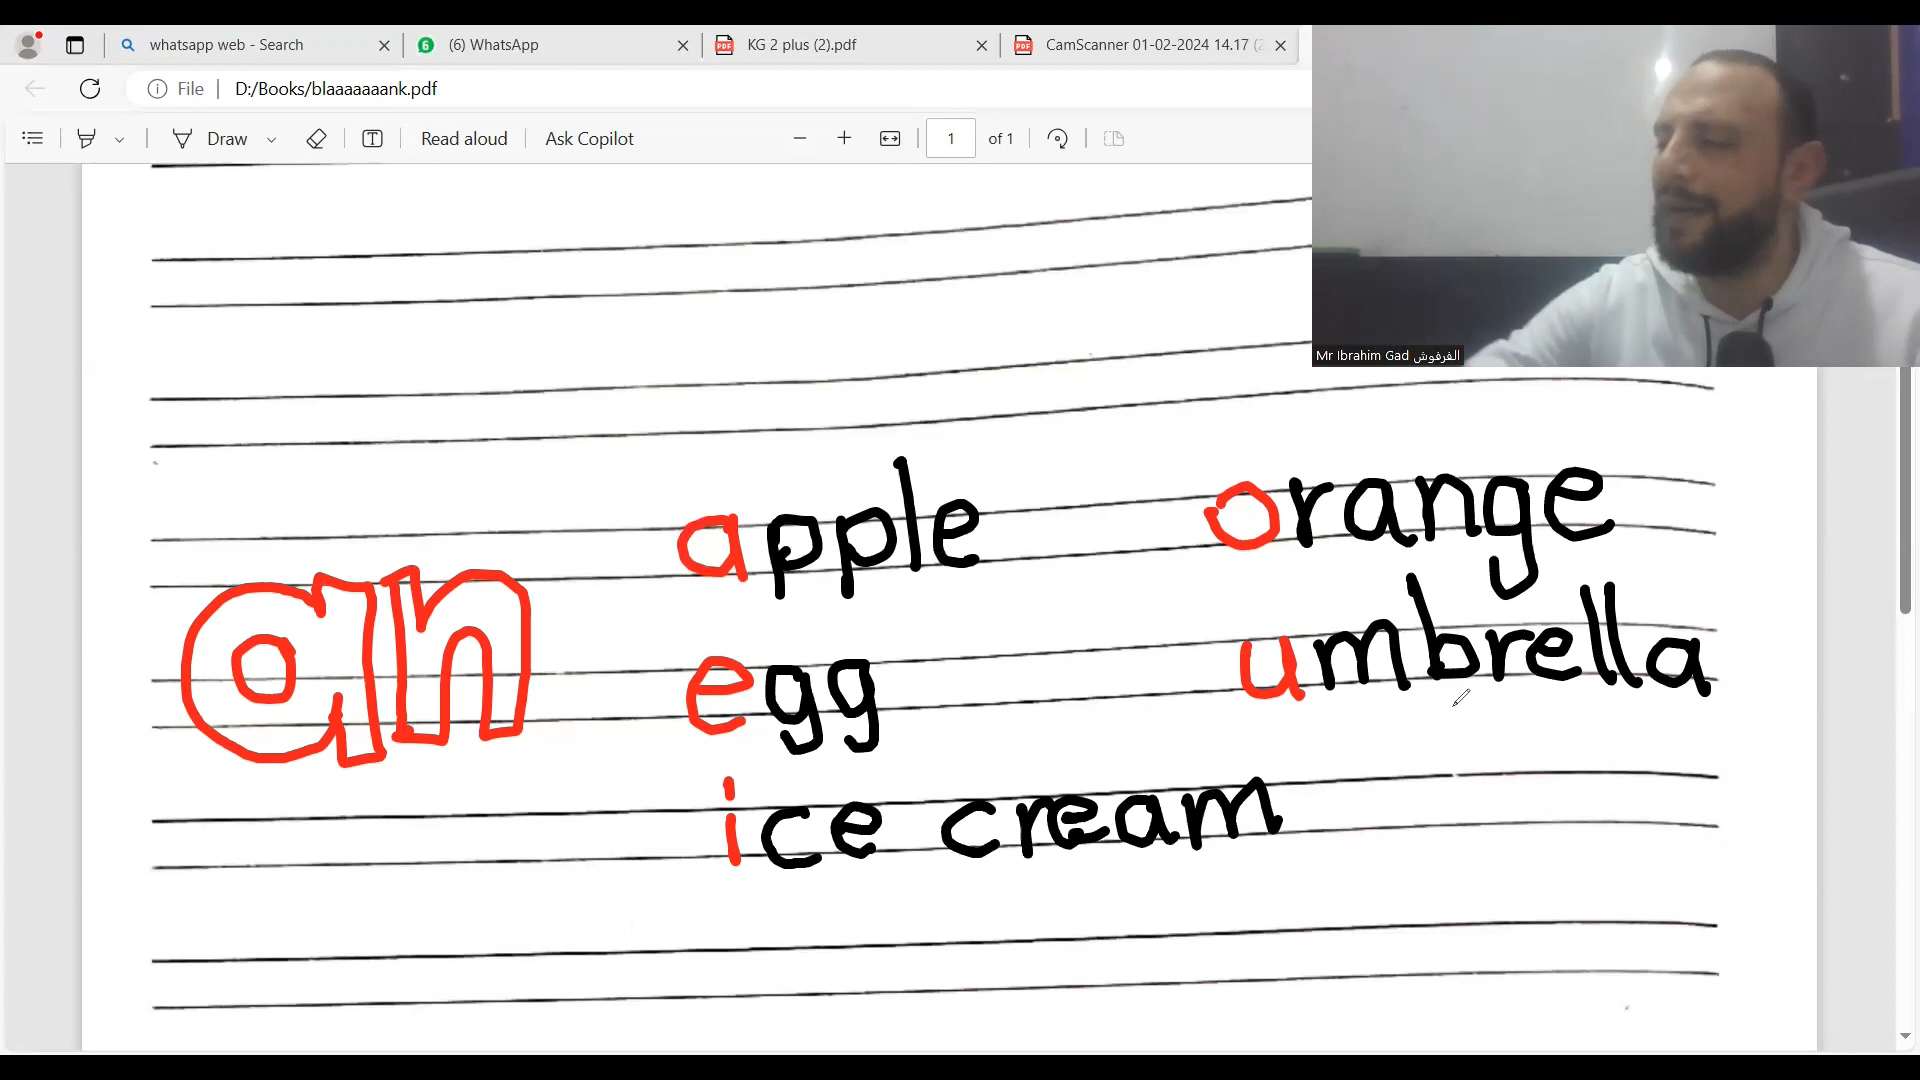 whatsapp web - Search
(6) WhatsApp
KG 2 plus (2).pdf
CamScanner 01-02-2024 14.17 (2
File
D:/Books/blaaaaaaank.pdf
Draw
Read aloud
Ask Copilot
1 of 1
Mr Ibrahim Gad الفرفوش
an
apple
orange
egg
umbrella
ice cream